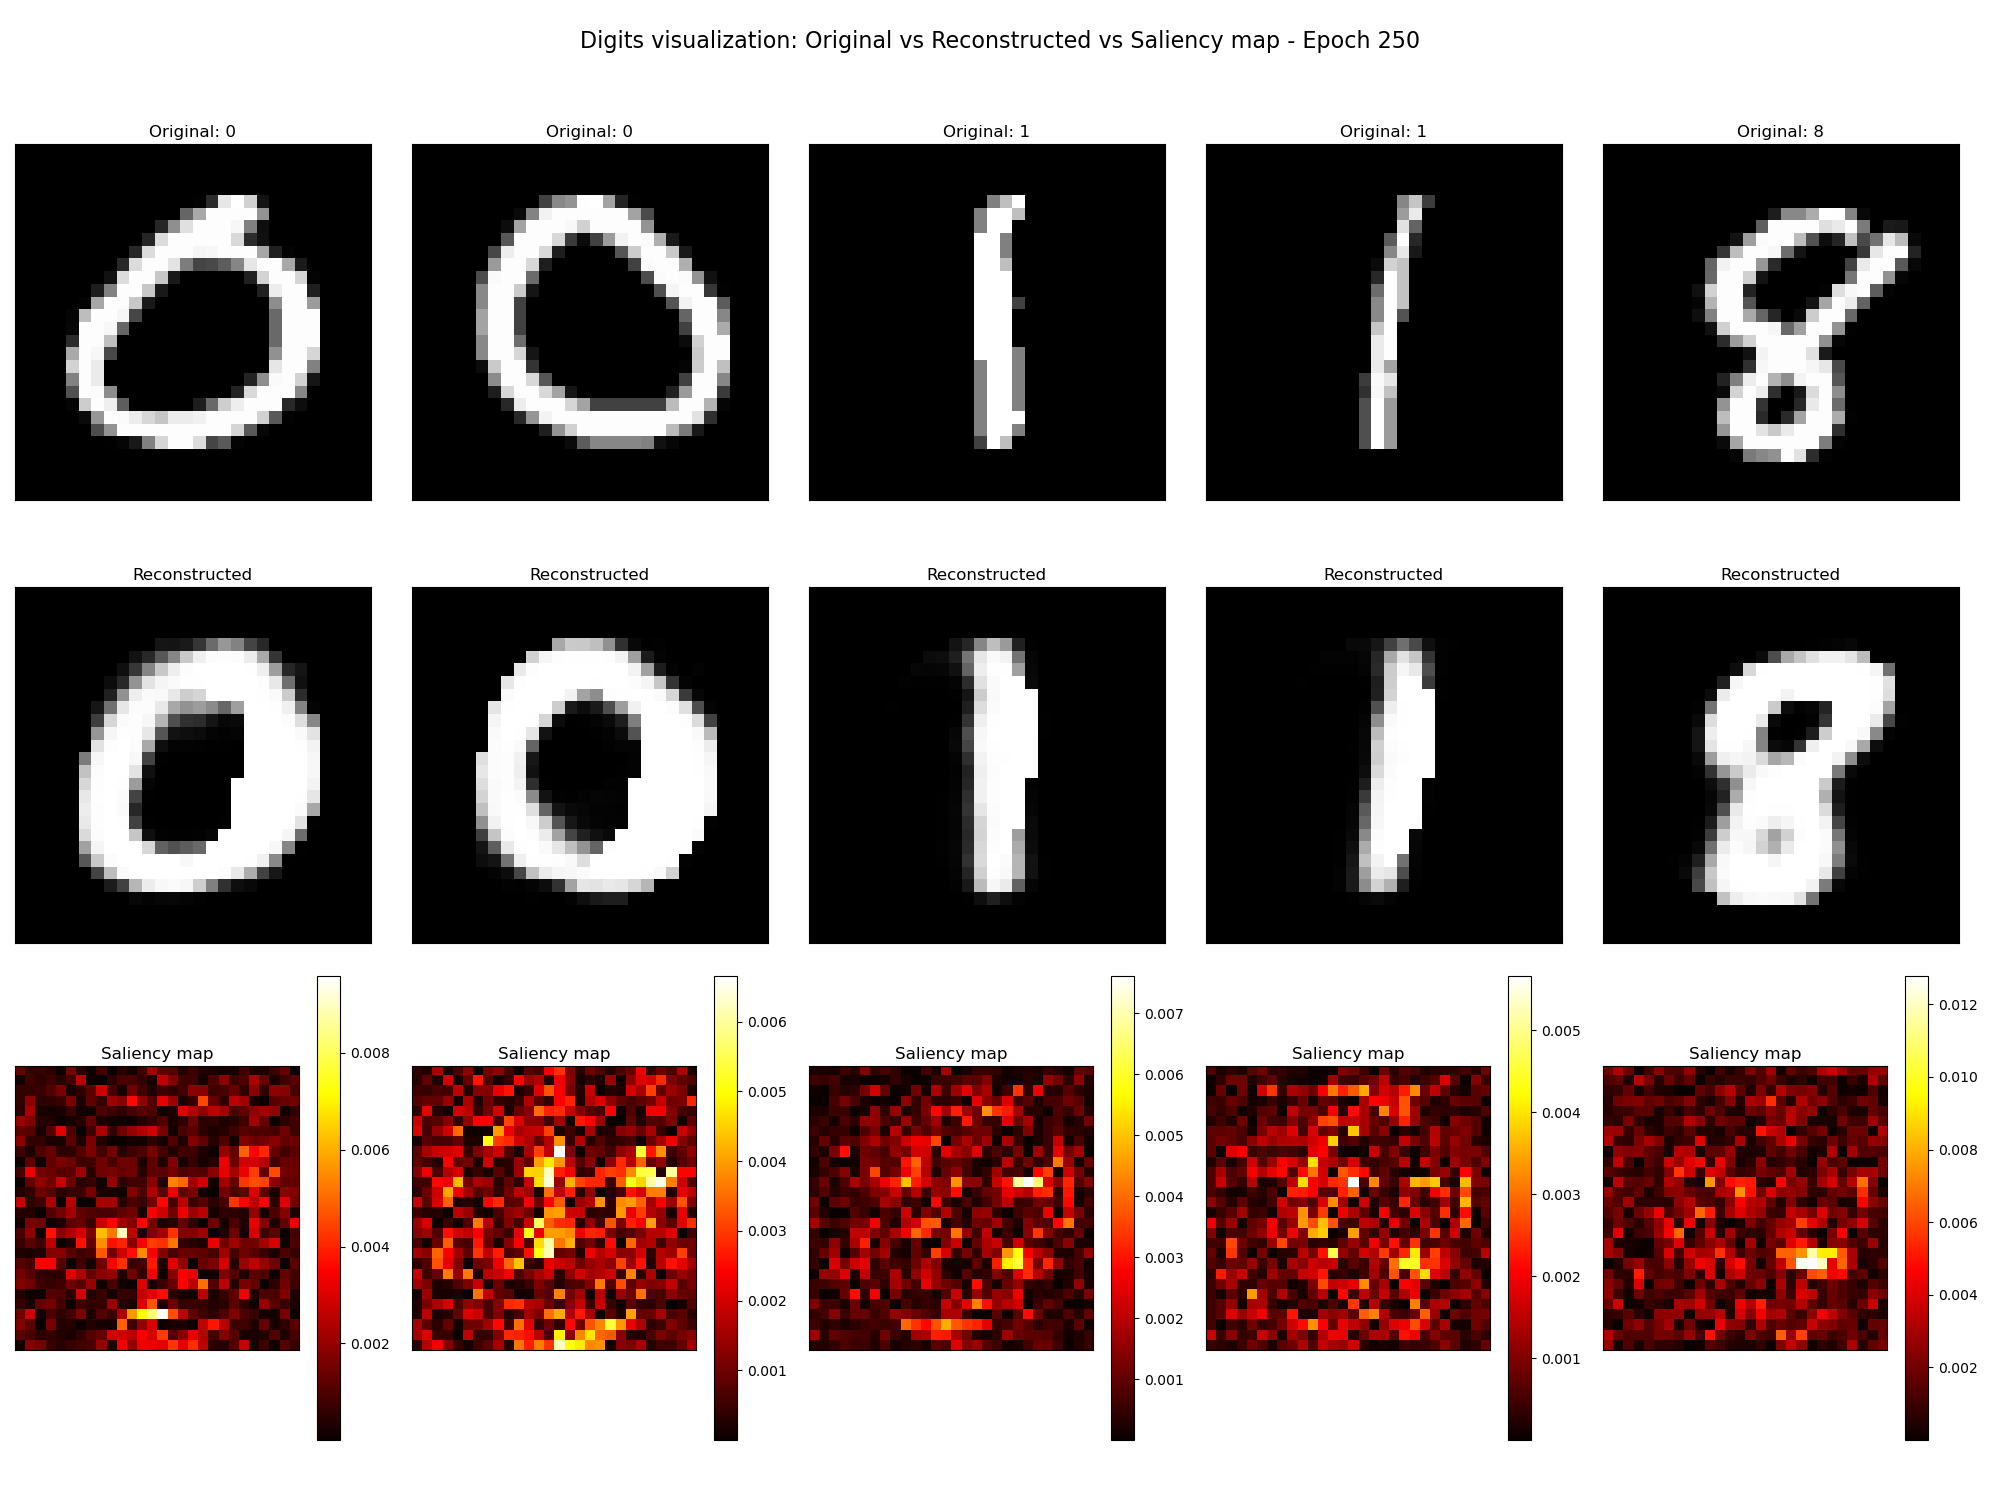 Digits visualization: Original vs Reconstructed vs Saliency map - Epoch 250
Original: 0
Original: 0
Original: 1
Original: 1
Original: 8
Reconstructed
Reconstructed
Reconstructed
Reconstructed
Reconstructed
Saliency map
0.008
0.006
0.004
0.002
Saliency map
0.006
0.005
0.004
0.003
0.002
0.001
Saliency map
0.007
0.006
0.005
0.004
0.003
0.002
0.001
Saliency map
0.005
0.004
0.003
0.002
0.001
Saliency map
0.012
0.010
0.008
0.006
0.004
0.002